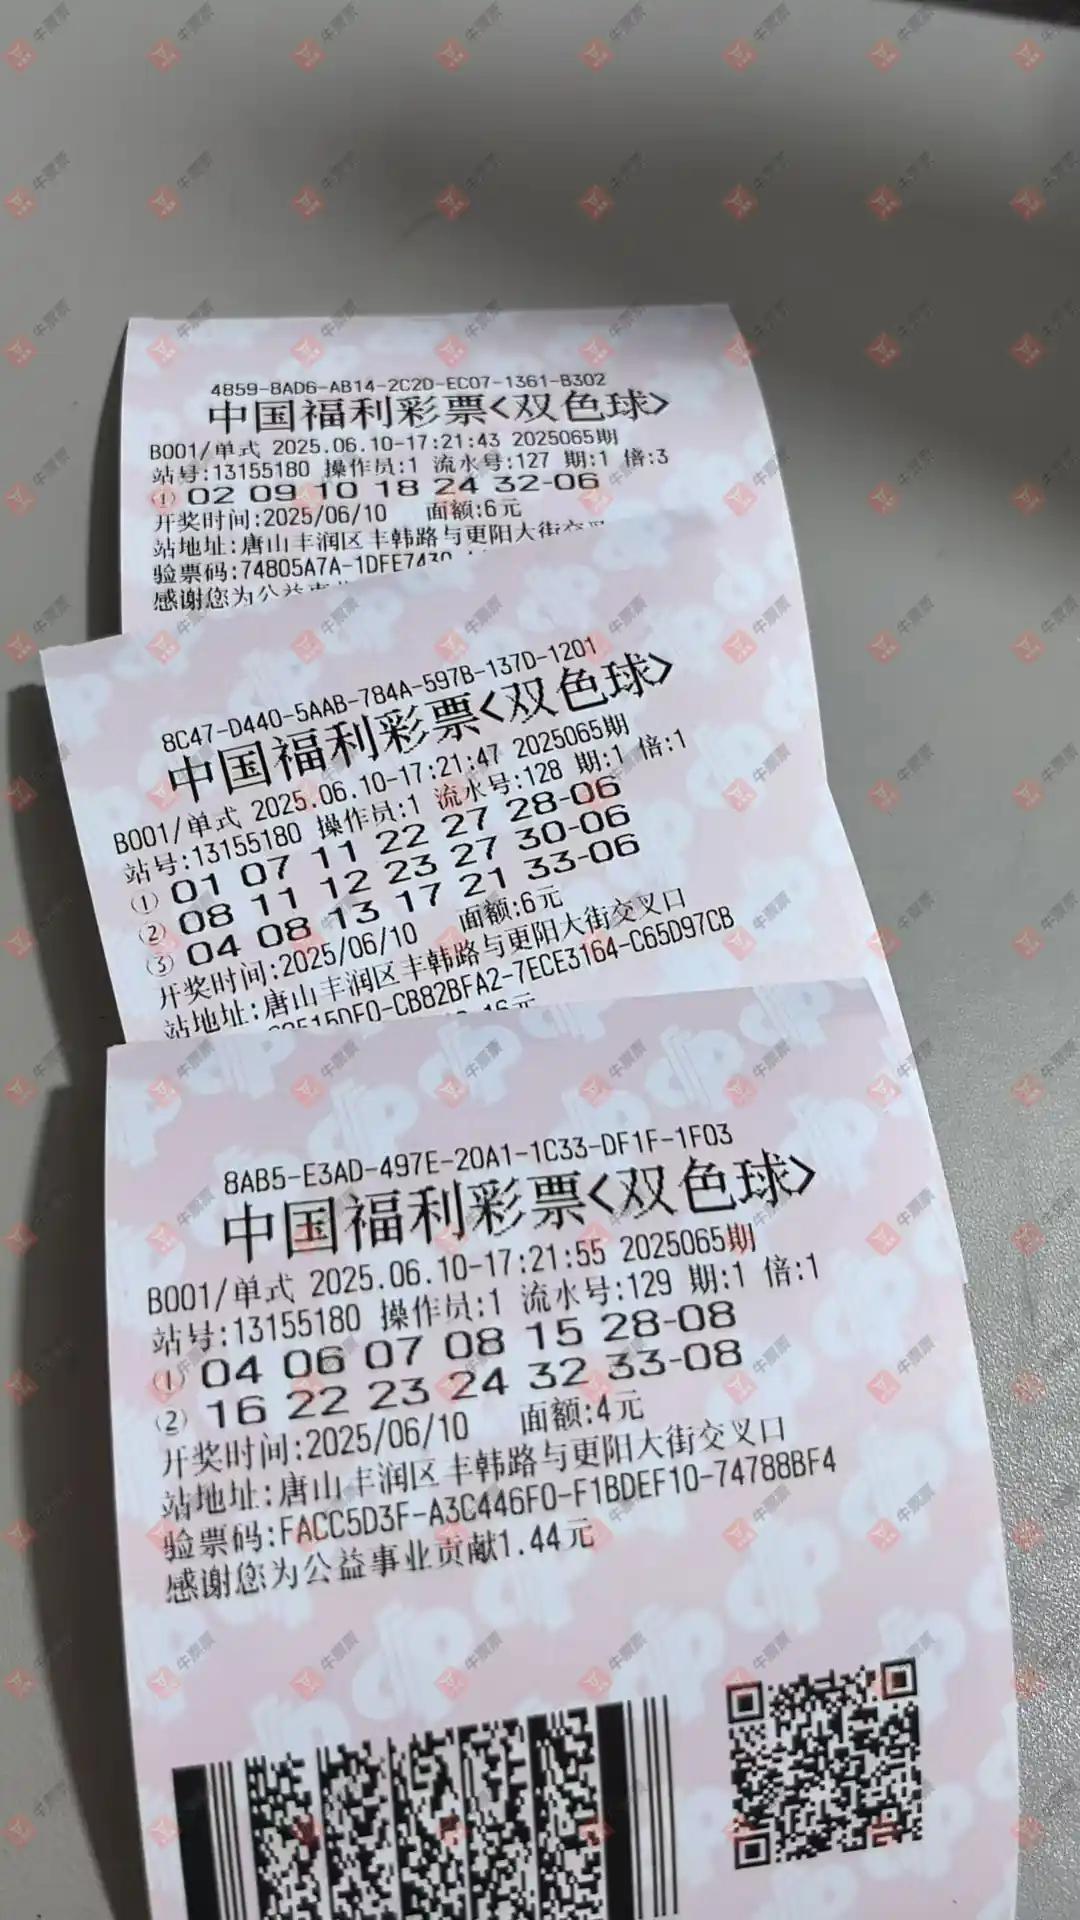 4859-8AD6-AB14-2C2D-EC07-1361-B302
中国福利彩票<双色球>
B001/单式 2025.06.10-17:21:43 2025065期
站号:13155180 操作员:1 流水号:127 期:1 倍:3
① 02 09 10 18 24 32-06
开奖时间:2025/06/10 面额:6元
站地址:唐山丰润区丰韩路与更阳大街交
验票码:74805A7A-1DFE7430
感谢您为公益事业
8C47-D440-5AAB-784A-597B-137D-1201
中国福利彩票<双色球>
B001/单式 2025.06.10-17:21:47 2025065期
站号:13155180 操作员:1 流水号:128 期:1 倍:1
① 01 07 11 22 27 28-06
② 08 11 12 23 27 30-06
③ 04 08 13 17 21 33-06
开奖时间:2025/06/10 面额:6元
站地址:唐山丰润区丰韩路与更阳大街交叉口
515DF0-CB82BFA2-7ECE3164-C65D97CB
8AB5-E3AD-497E-20A1-1C33-DF1F-1F03
中国福利彩票<双色球>
B001/单式 2025.06.10-17:21:55 2025065期
站号:13155180 操作员:1 流水号:129 期:1 倍:1
① 04 06 07 08 15 28-08
② 16 22 23 24 32 33-08
开奖时间:2025/06/10 面额:4元
站地址:唐山丰润区丰韩路与更阳大街交叉口
验票码:FACC5D3F-A3C446F0-F1BDEF10-74788BF4
感谢您为公益事业贡献1.44元
牛票票